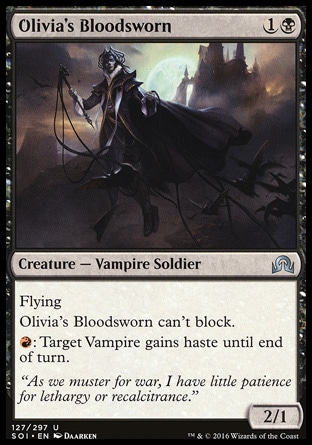 Olivia's Bloodsworn 1
Creature — Vampire Soldier
Flying
Olivia's Bloodsworn can't block.
: Target Vampire gains haste until end
of turn.
"As we muster for war, I have little patience
for lethargy or recalcitrance."
2/1
127/297 U
SOI • EN DAARKEN
™ & © 2016 Wizards of the Coast